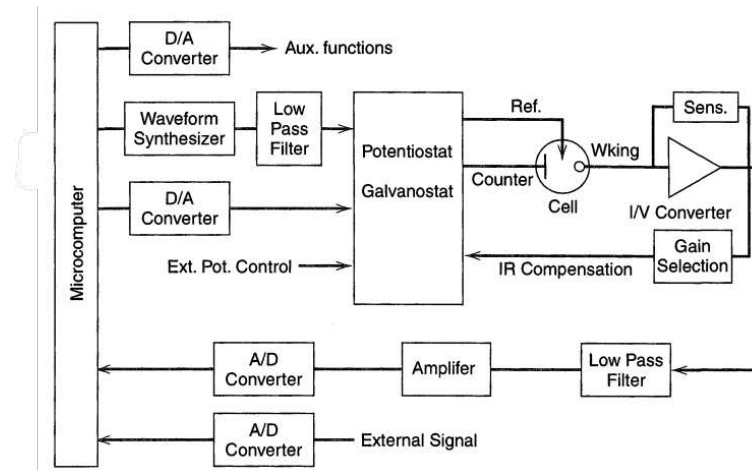 D/A
Converter
Aux. functions
Waveform
Synthesizer
Low
Pass
Filter
Potentiostat
Galvanostat
Ref.
Counter
Cell
Wking
Sens.
I/V Converter
D/A
Converter
Microcomputer
Ext. Pot. Control
IR Compensation
Gain
Selection
A/D
Converter
Amplifer
Low Pass
Filter
A/D
Converter
External Signal